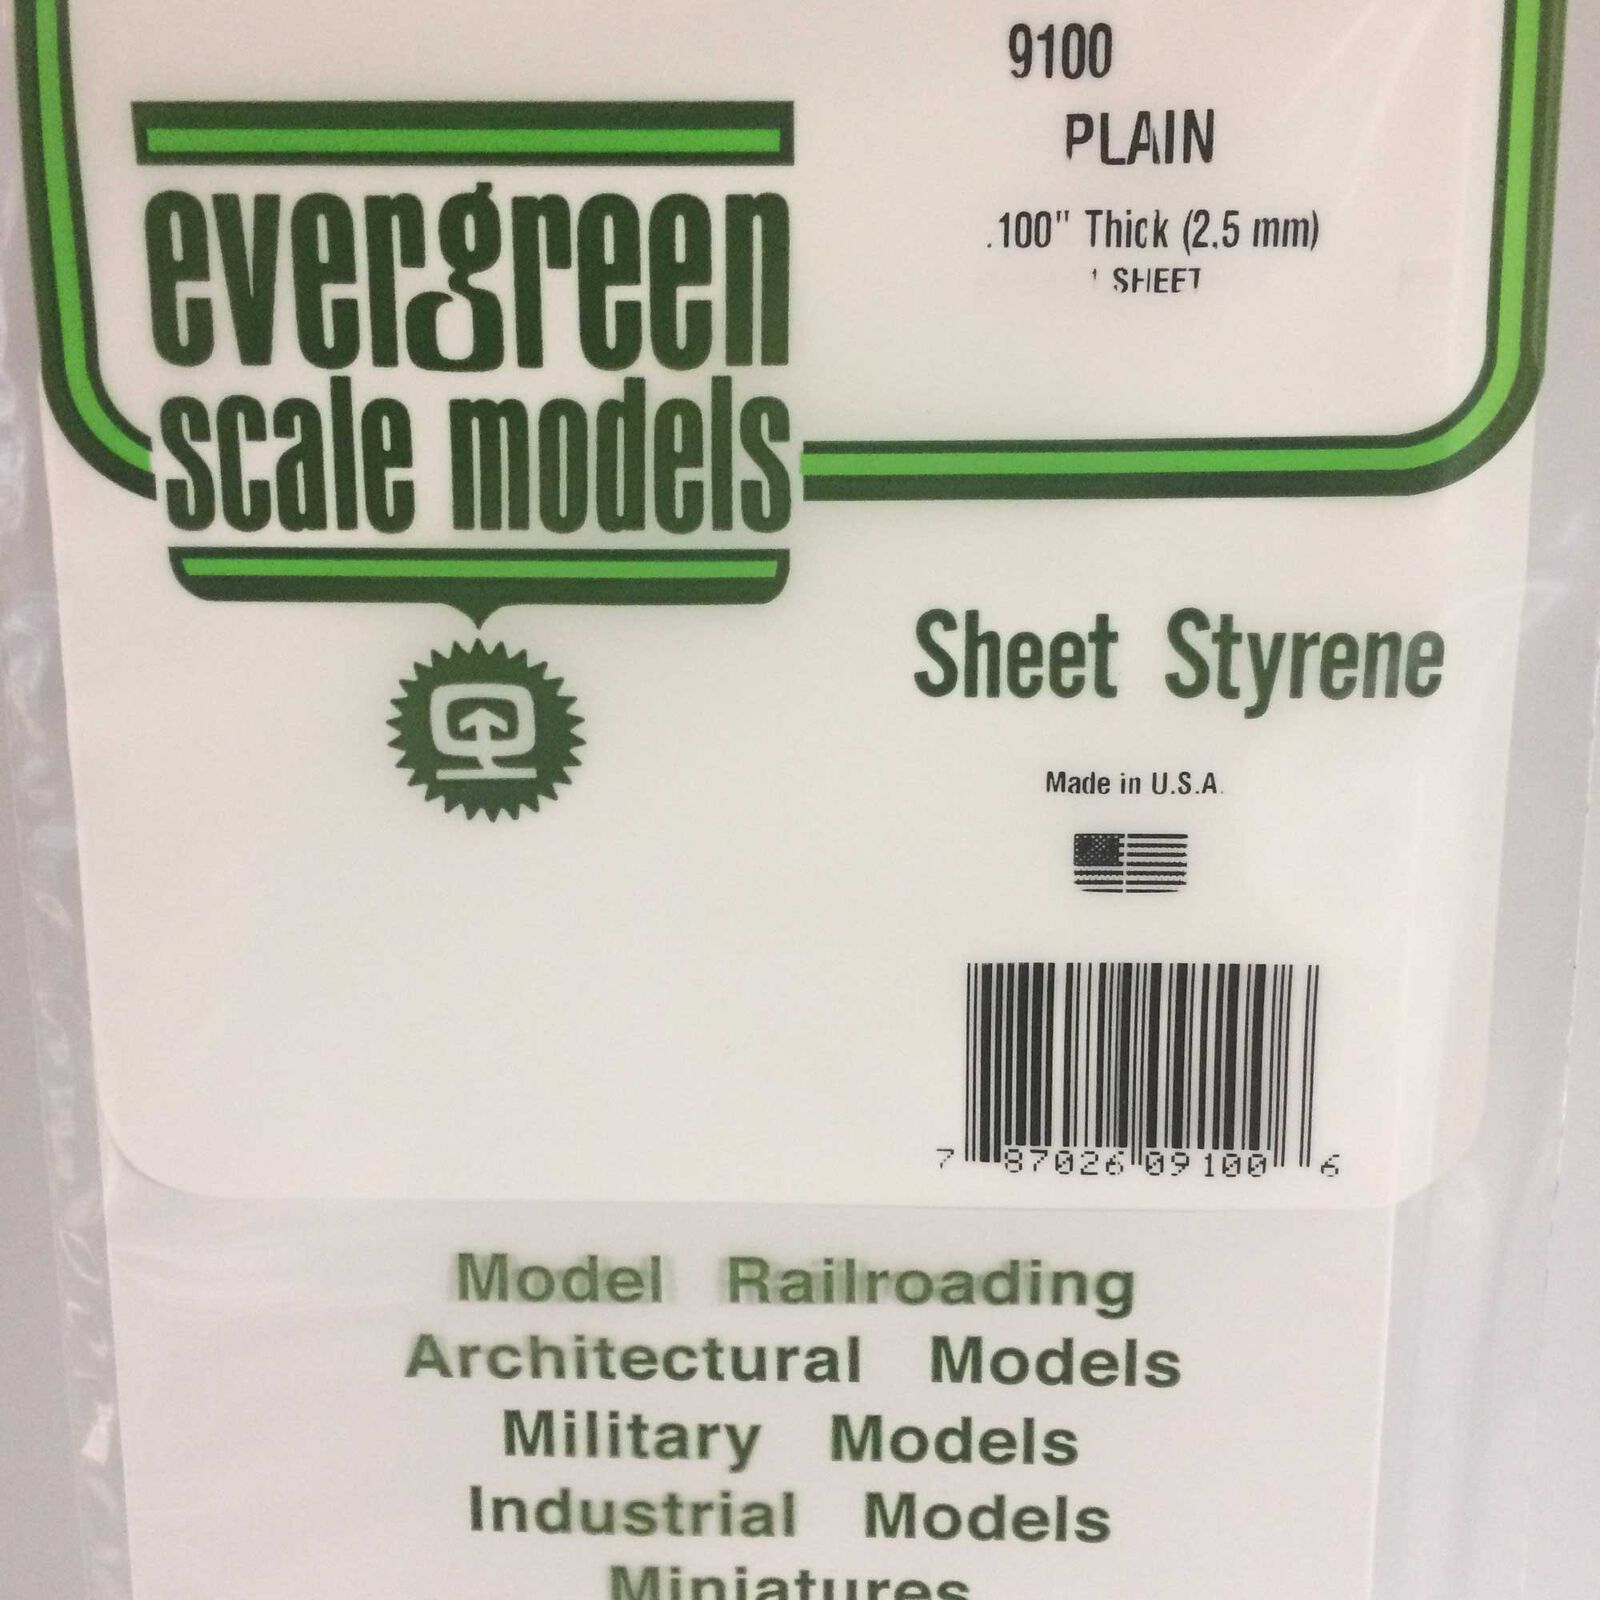 9100
PLAIN
.100" Thick (2.5 mm)
1 SHEET
evergreen
scale models
Sheet Styrene
Made in U.S.A.
7 87026 09100 6
Model Railroading
Architectural Models
Military Models
Industrial Models
Miniatures